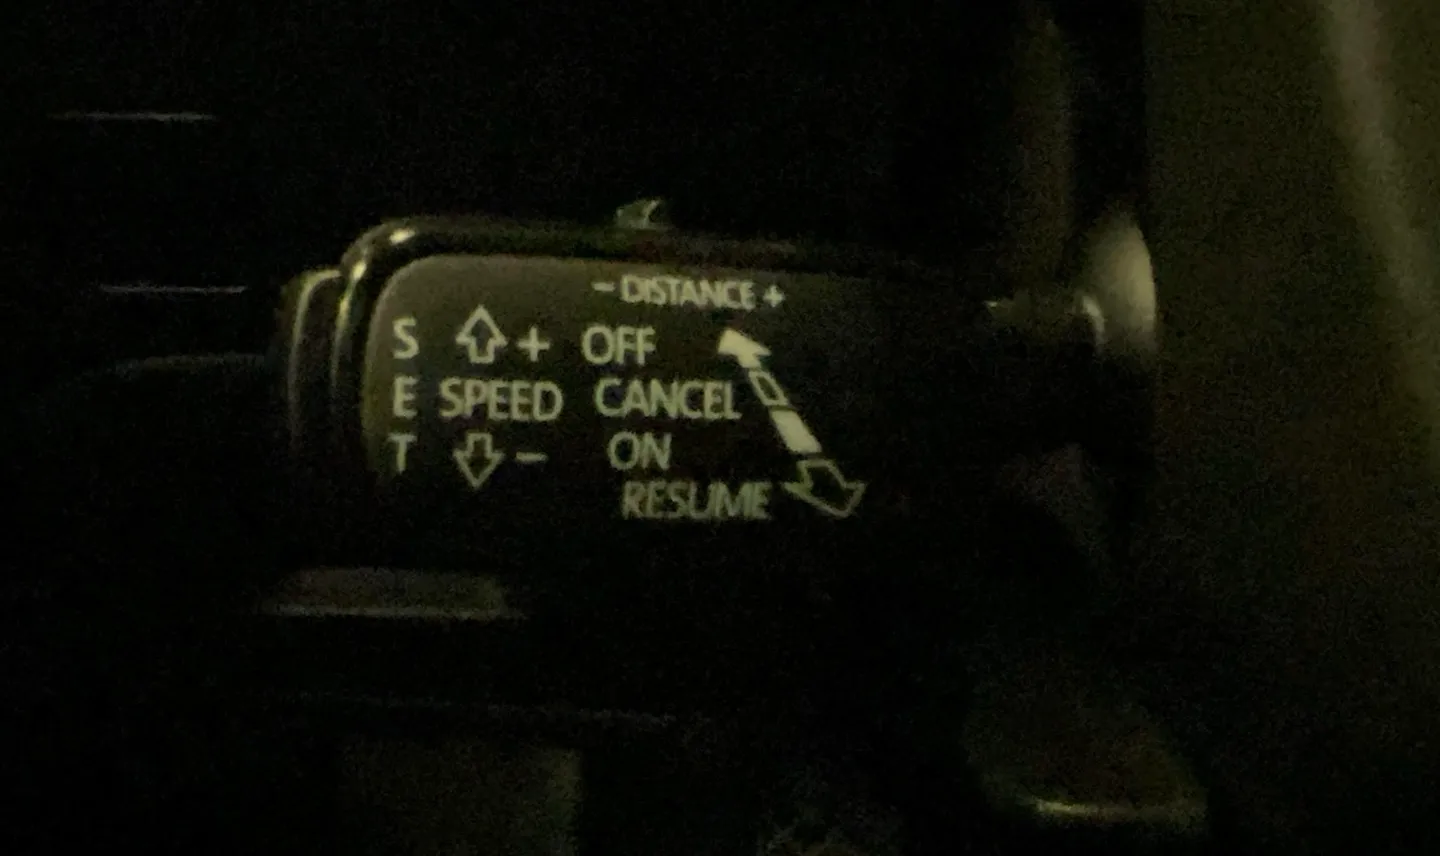 - DISTANCE +
S + OFF
E SPEED CANCEL
T - ON
RESUME